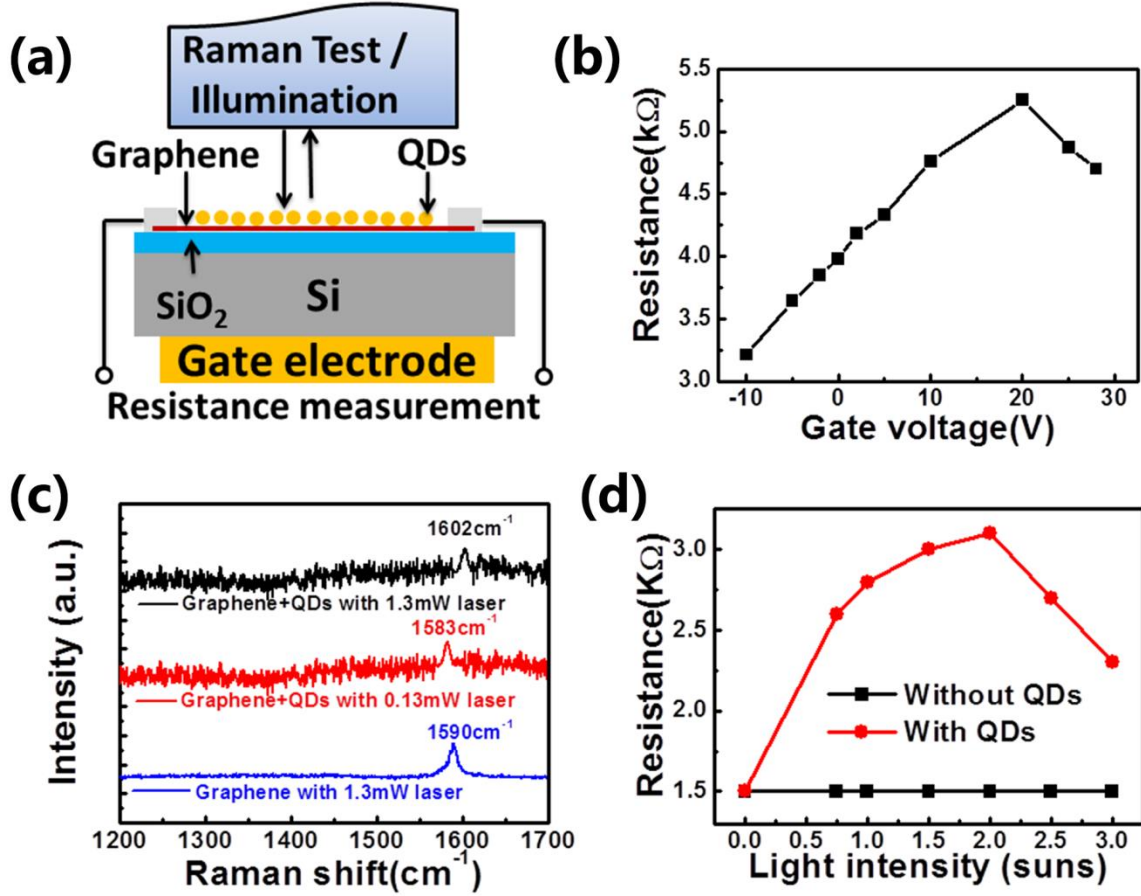 (a)
Raman Test /
Illumination
Graphene
QDs
SiO₂
Si
Gate electrode
Resistance measurement
(b)
Resistance(kΩ)
5.5
5.0
4.5
4.0
3.5
3.0
-10 0 10 20 30
Gate voltage(V)
(c)
Intensity (a.u.)
1602cm⁻¹
Graphene+QDs with 1.3mW laser
1583cm⁻¹
Graphene+QDs with 0.13mW laser
1590cm⁻¹
Graphene with 1.3mW laser
1200 1300 1400 1500 1600 1700
Raman shift(cm⁻¹)
(d)
Resistance(KΩ)
3.0
2.5
2.0
1.5
Without QDs
With QDs
0.0 0.5 1.0 1.5 2.0 2.5 3.0
Light intensity (suns)